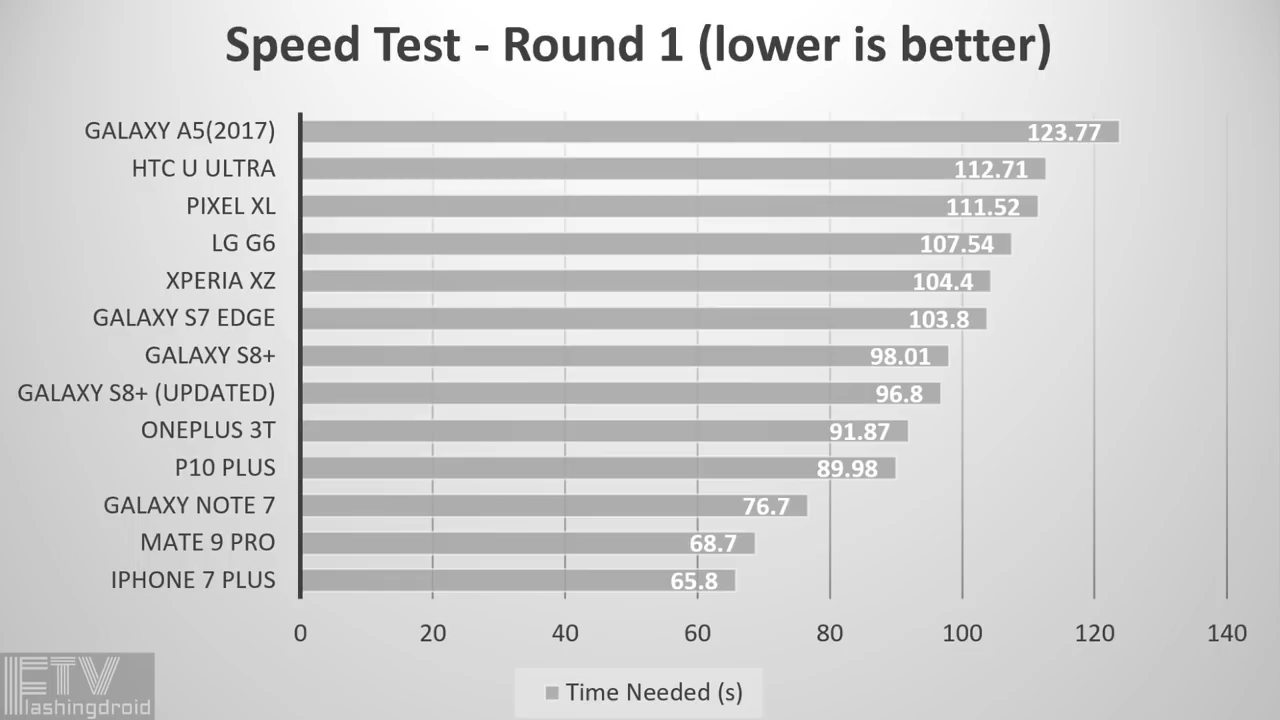 Speed Test - Round 1 (lower is better)
GALAXY A5(2017) 123.77
HTC U ULTRA 112.71
PIXEL XL 111.52
LG G6 107.54
XPERIA XZ 104.4
GALAXY S7 EDGE 103.8
GALAXY S8+ 98.01
GALAXY S8+ (UPDATED) 96.8
ONEPLUS 3T 91.87
P10 PLUS 89.98
GALAXY NOTE 7 76.7
MATE 9 PRO 68.7
IPHONE 7 PLUS 65.8
0 20 40 60 80 100 120 140
Time Needed (s)
FTV
lashingdroid